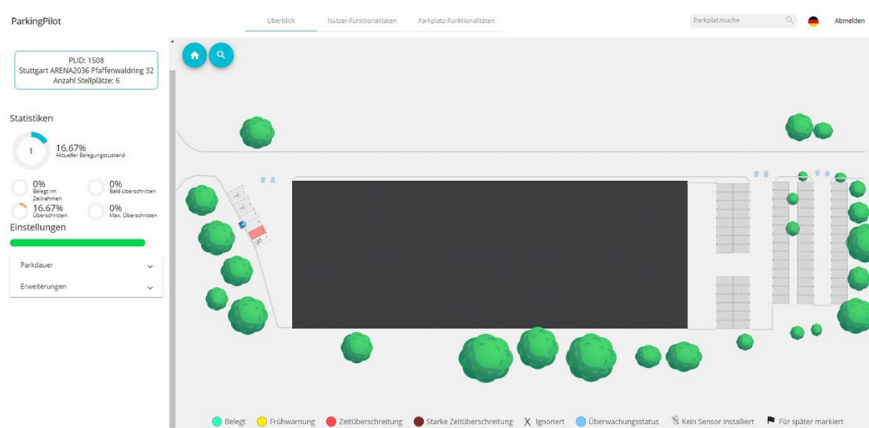 ParkingPilot
Überblick
Nutzer-Funktionalitäten
Parkplatz-Funktionalitäten
Parkplatzsuche
Abmelden
PLID: 1508
Stuttgart ARENA2036 Pfaffenwaldring 32
Anzahl Stellplätze: 6
Statistiken
1
16.67%
Aktueller Belegungszustand
0%
Belegt im
Zeitrahmen
0%
Bald überschritten
16.67%
Überschritten
0%
Max. Überschritten
Einstellungen
Parkdauer
Erweiterungen
Belegt
Frühwarnung
Zeitüberschreitung
Starke Zeitüberschreitung
X Ignoriert
Überwachungsstatus
Kein Sensor installiert
Für später markiert